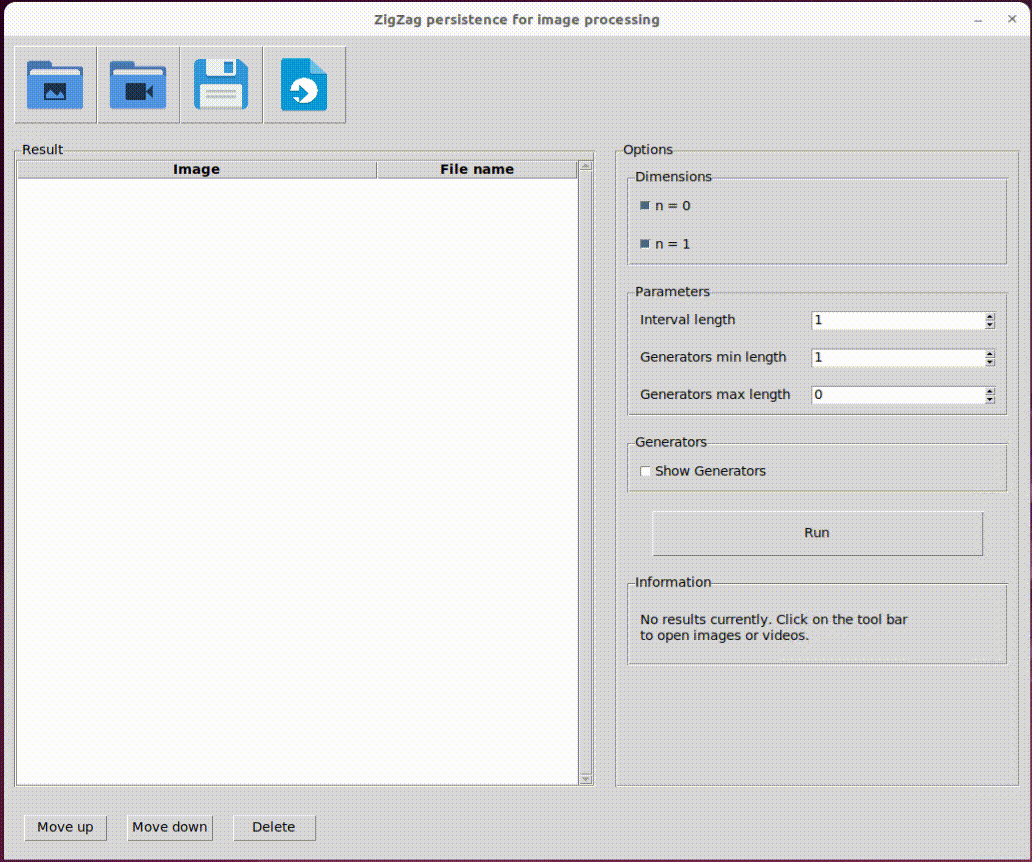 ZigZag persistence for image processing
Result
Image File name
Options
Dimensions
n = 0
n = 1
Parameters
Interval length 1
Generators min length 1
Generators max length 0
Generators
Show Generators
Run
Information
No results currently. Click on the tool bar
to open images or videos.
Move up Move down Delete